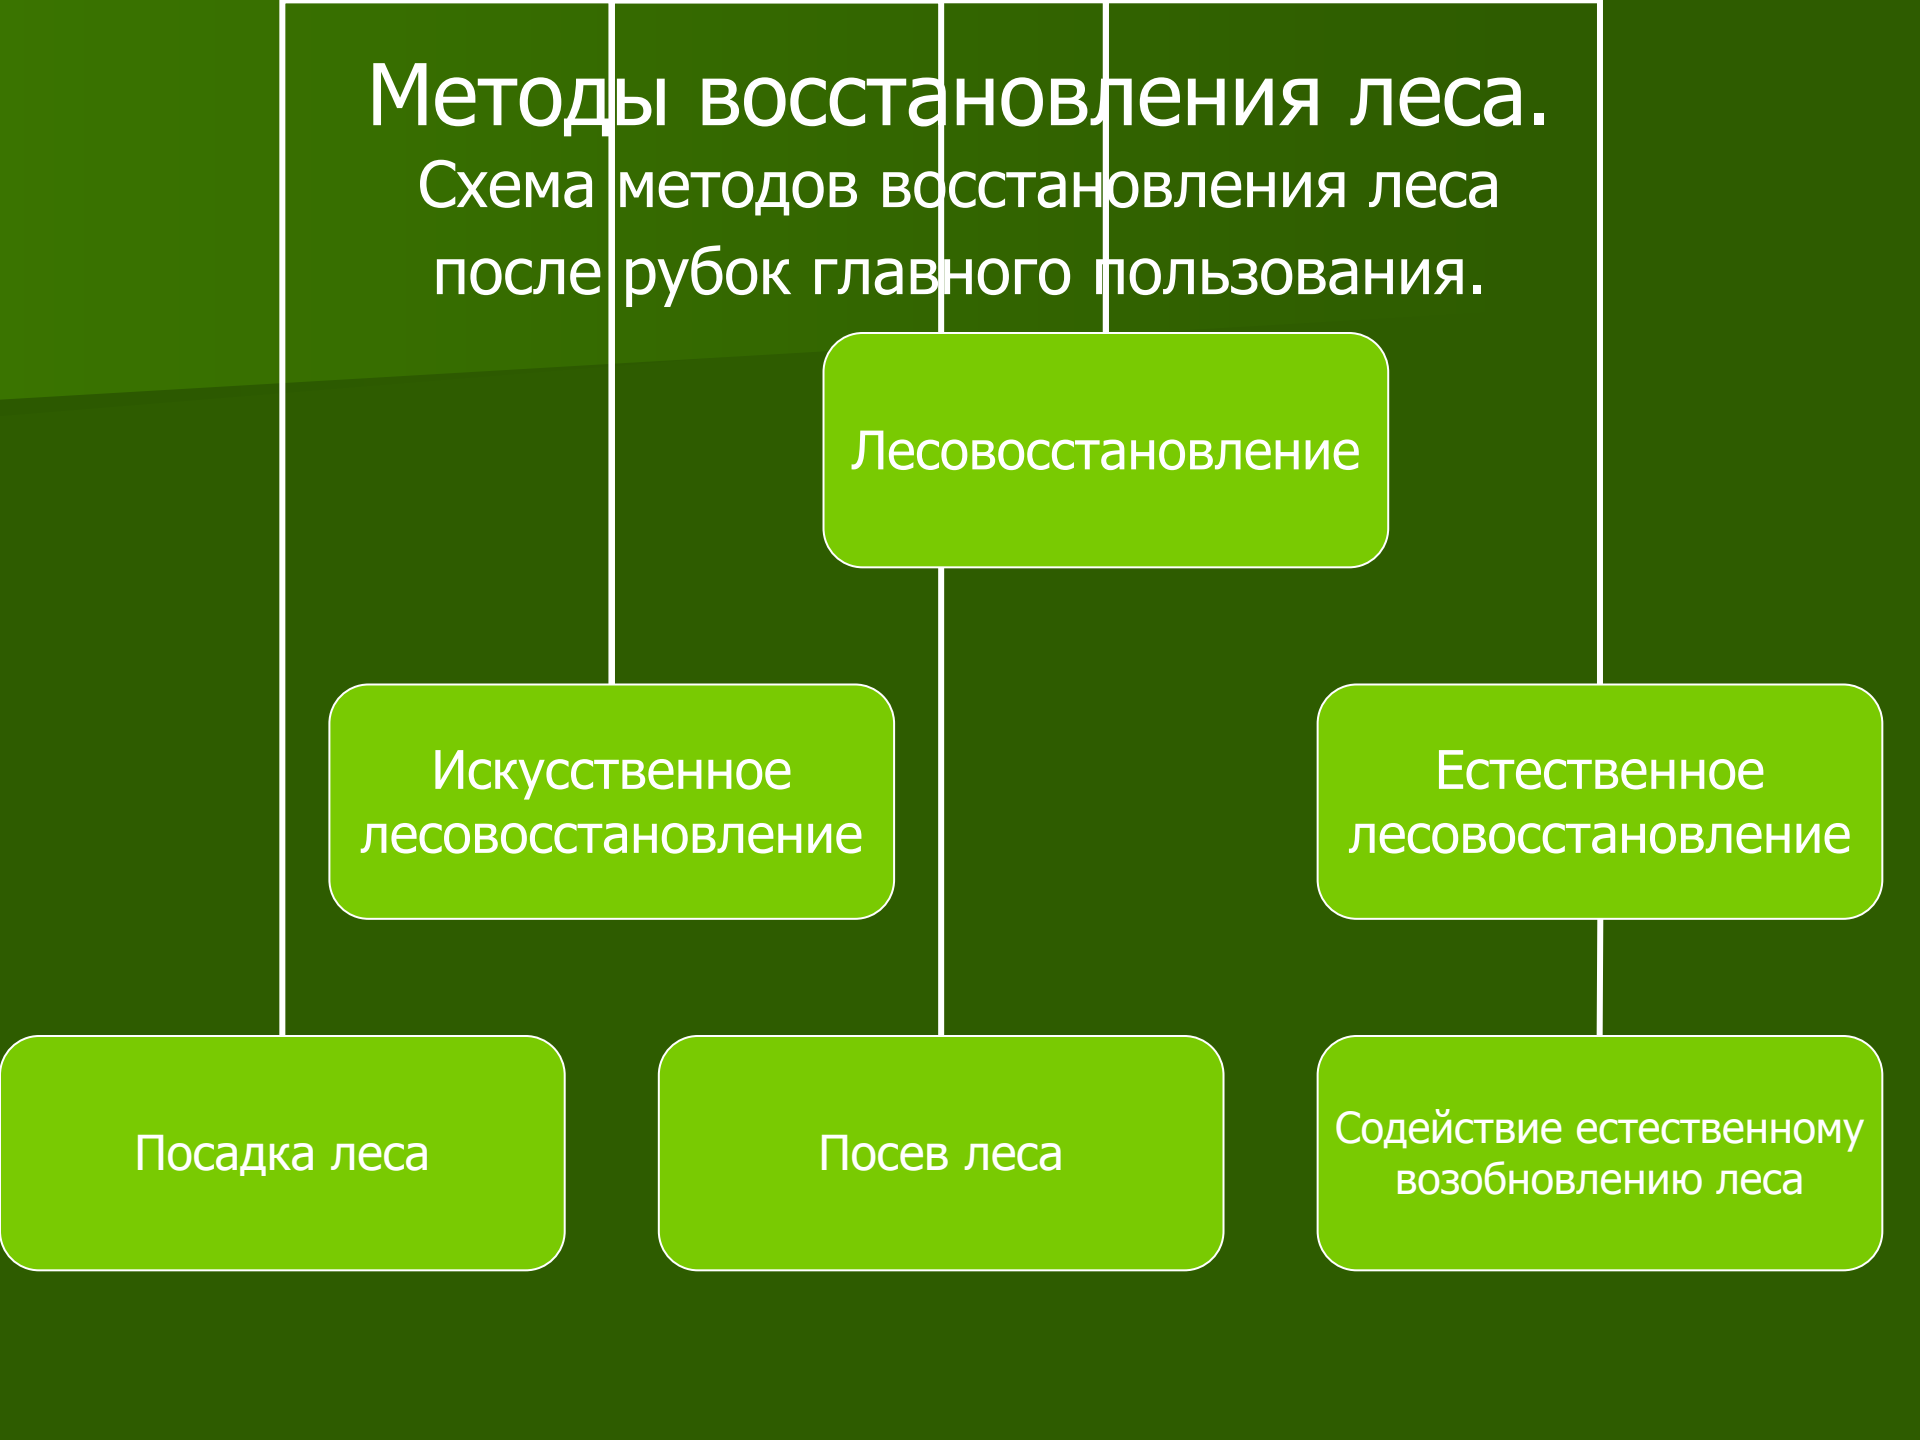 Методы восстановления леса.
Схема методов восстановления леса
после рубок главного пользования.
Лесовосстановление
Искусственное
лесовосстановление
Естественное
лесовосстановление
Посадка леса
Посев леса
Содействие естественному
возобновлению леса